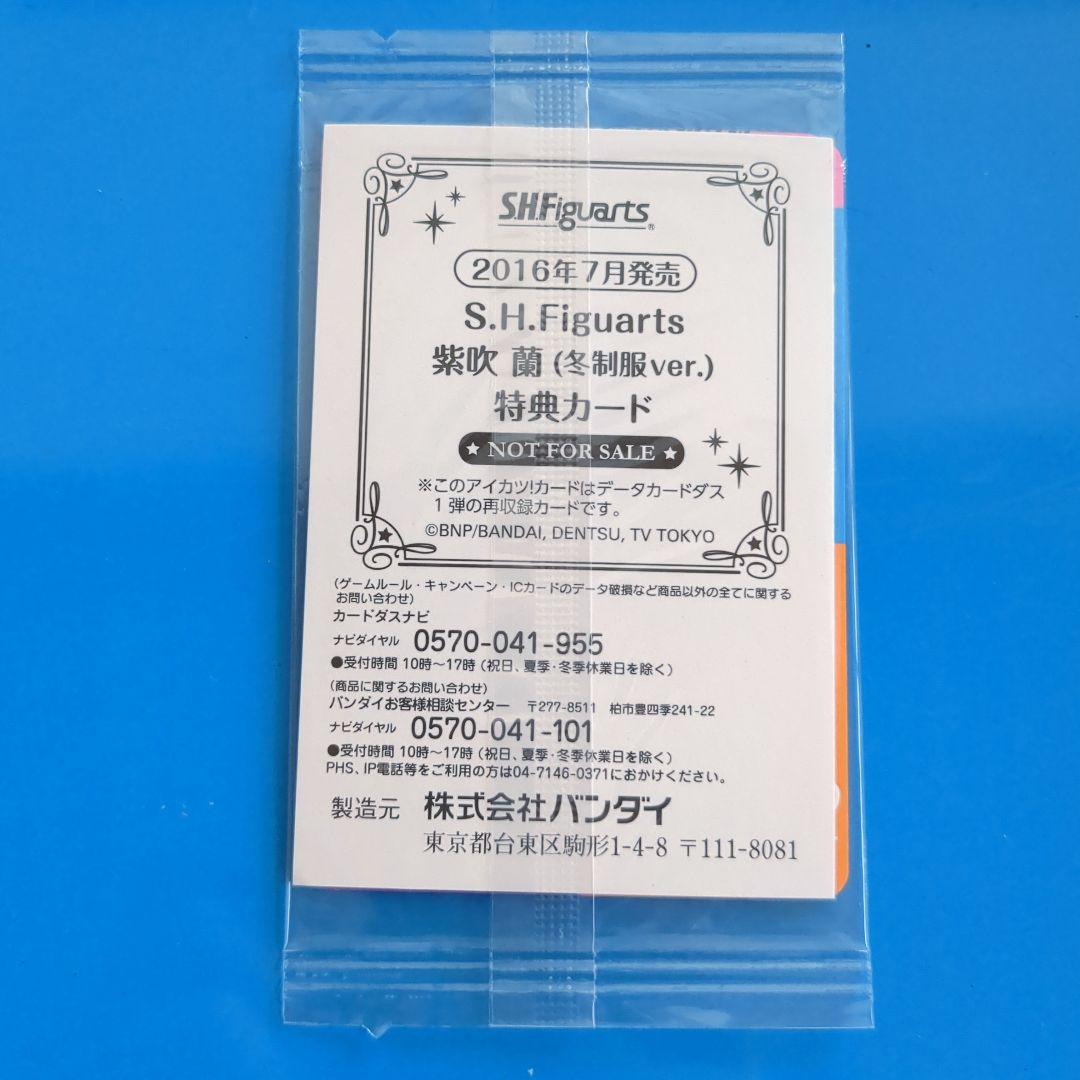 S.H.Figuarts®
2016年7月発売
S.H.Figuarts
紫吹 蘭 (冬制服ver.)
特典カード
★ NOT FOR SALE ★
※このアイカツ!カードはデータカードダス
1弾の再収録カードです。
©BNP/BANDAI, DENTSU, TV TOKYO
(ゲームルール・キャンペーン・ICカードのデータ破損など商品以外の全てに関する
お問い合わせ)
カードダスナビ
ナビダイヤル 0570-041-955
●受付時間 10時〜17時 (祝日、夏季・冬季休業日を除く)
(商品に関するお問い合わせ)
バンダイお客様相談センター 〒277-8511 柏市豊四季241-22
ナビダイヤル 0570-041-101
●受付時間 10時〜17時 (祝日、夏季・冬季休業日を除く)
PHS、IP電話等をご利用の方は04-7146-0371におかけください。
製造元 株式会社バンダイ
東京都台東区駒形1-4-8 〒111-8081